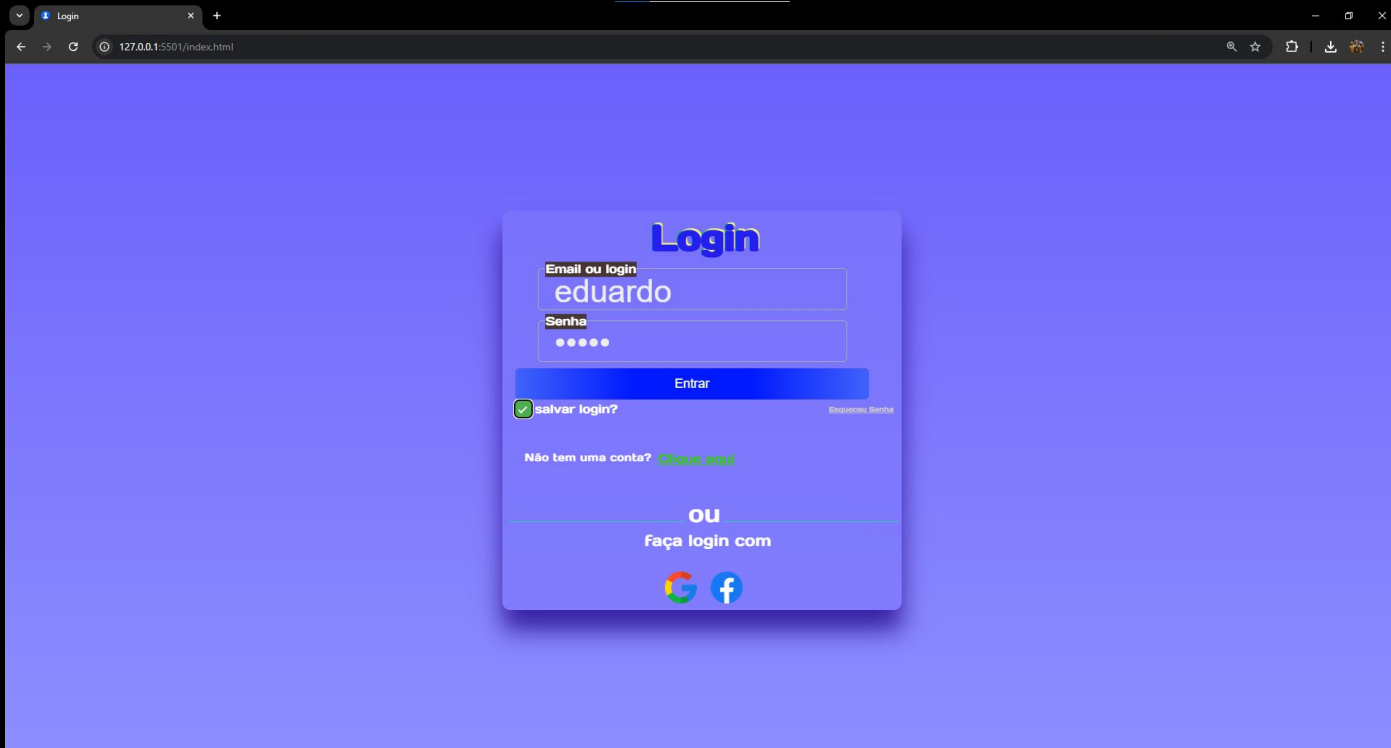 Login
127.0.0.1:5501/index.html
Login
Email ou login
eduardo
Senha
Entrar
salvar login?
Esqueceu Senha
Não tem uma conta? Clique aqui
ou
faça login com